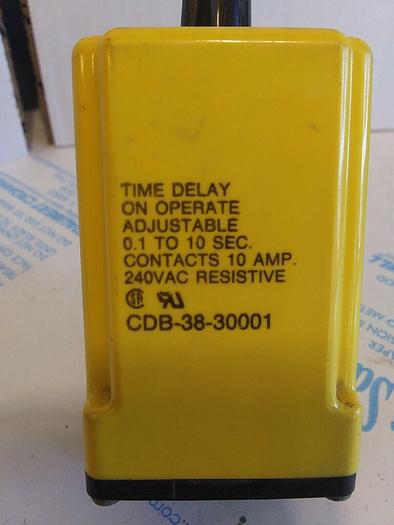 TIME DELAY
ON OPERATE
ADJUSTABLE
0.1 TO 10 SEC.
CONTACTS 10 AMP.
240VAC RESISTIVE
CDB-38-30001